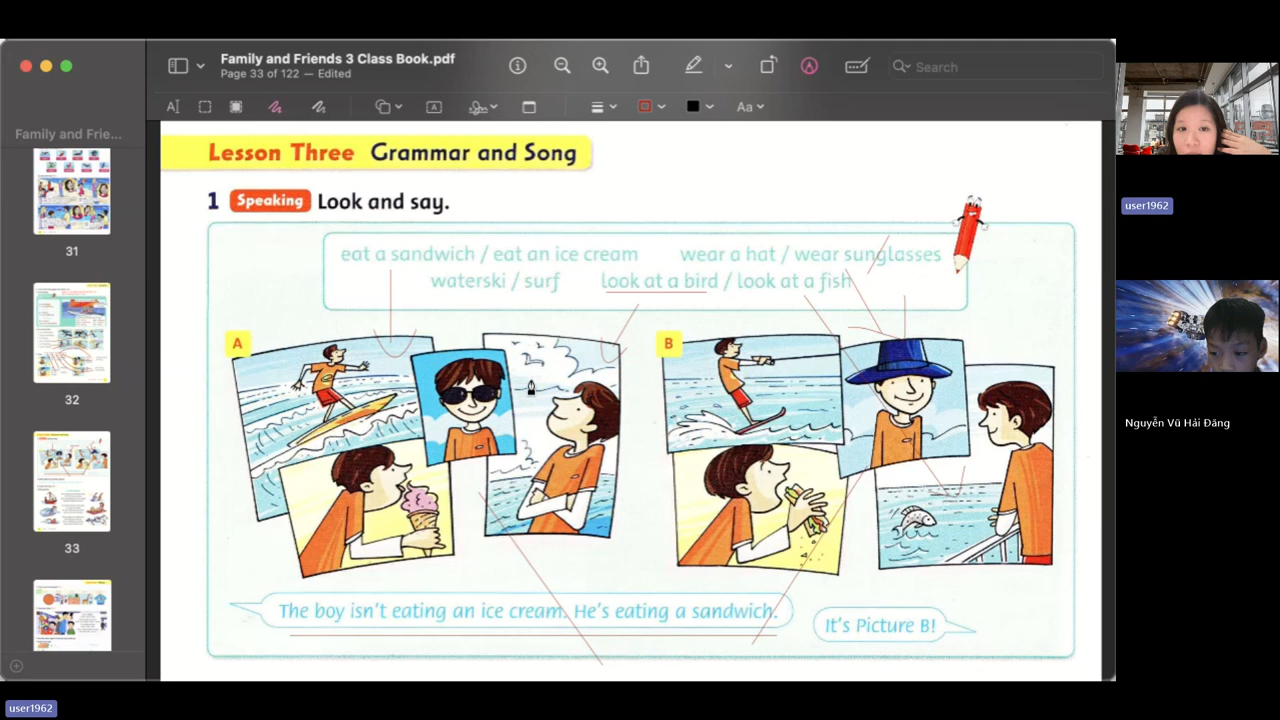 Family and Friends 3 Class Book.pdf
Page 33 of 122 — Edited
Search
Aa
Family and Frie...
31
32
33
Lesson Three Grammar and Song
1 Speaking Look and say.
eat a sandwich / eat an ice cream wear a hat / wear sunglasses
waterski / surf look at a bird / look at a fish
A
B
The boy isn't eating an ice cream. He's eating a sandwich.
It's Picture B!
user1962
Nguyễn Vũ Hải Đăng
user1962